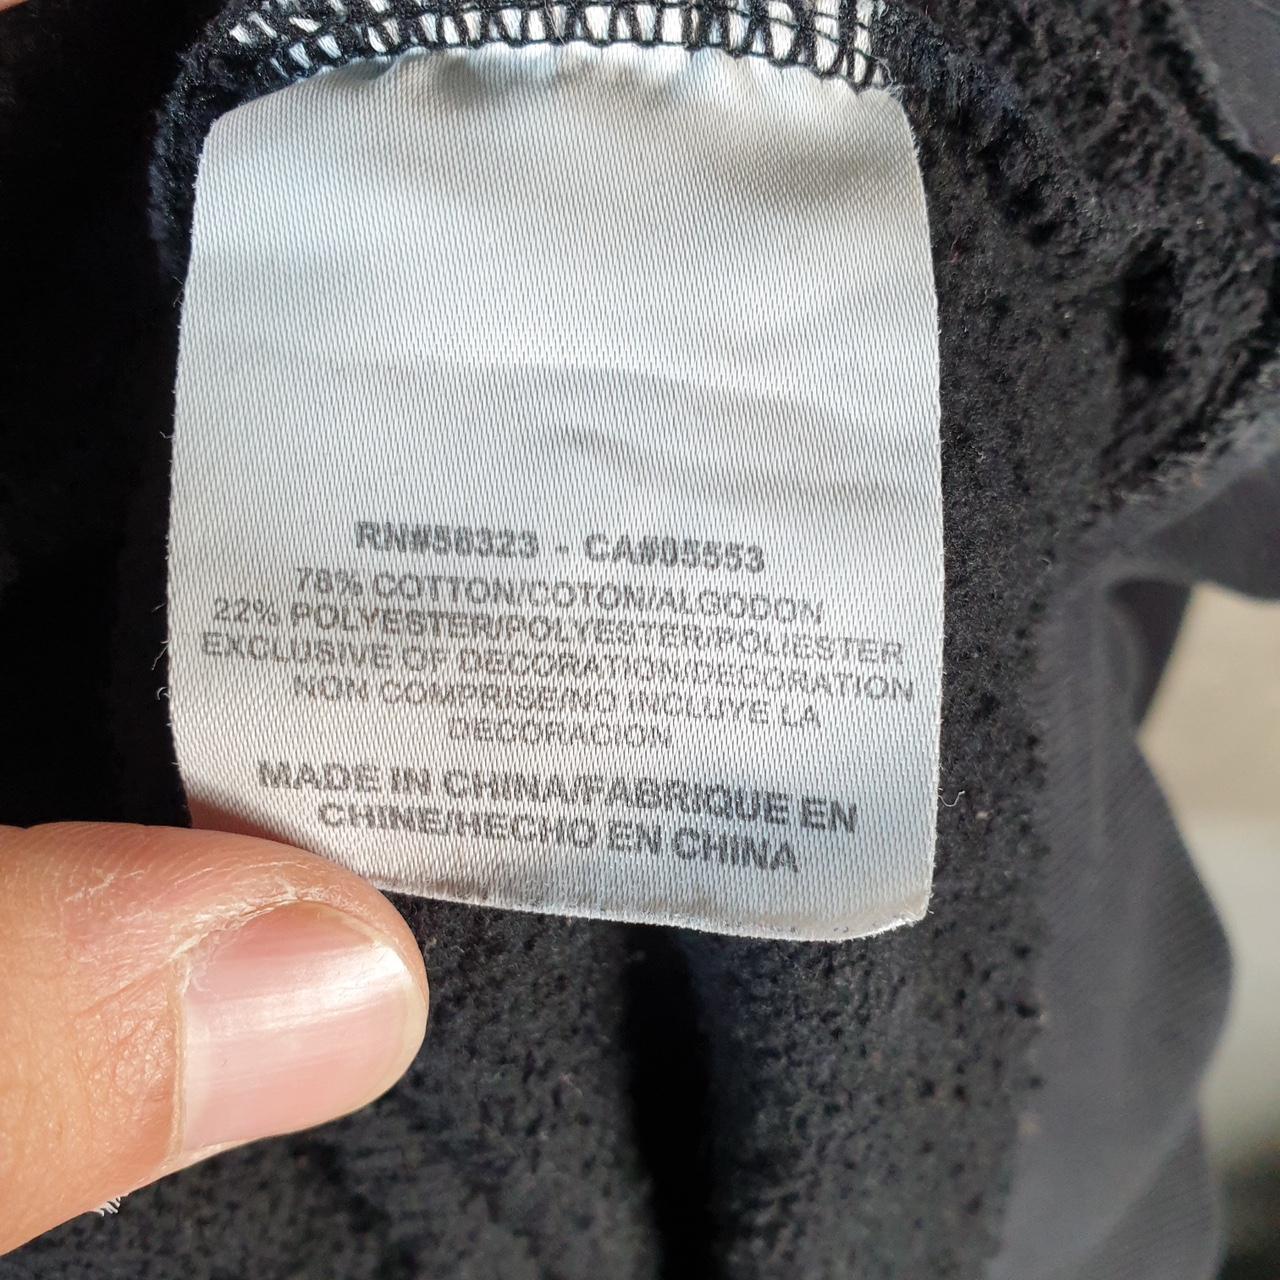 RN#56323 - CA#05553
78% COTTON/COTON/ALGODON
22% POLYESTER/POLYESTER/POLIESTER
EXCLUSIVE OF DECORATION/DECORATION
NON COMPRISE/NO INCLUYE LA
DECORACION
MADE IN CHINA/FABRIQUE EN
CHINE/HECHO EN CHINA